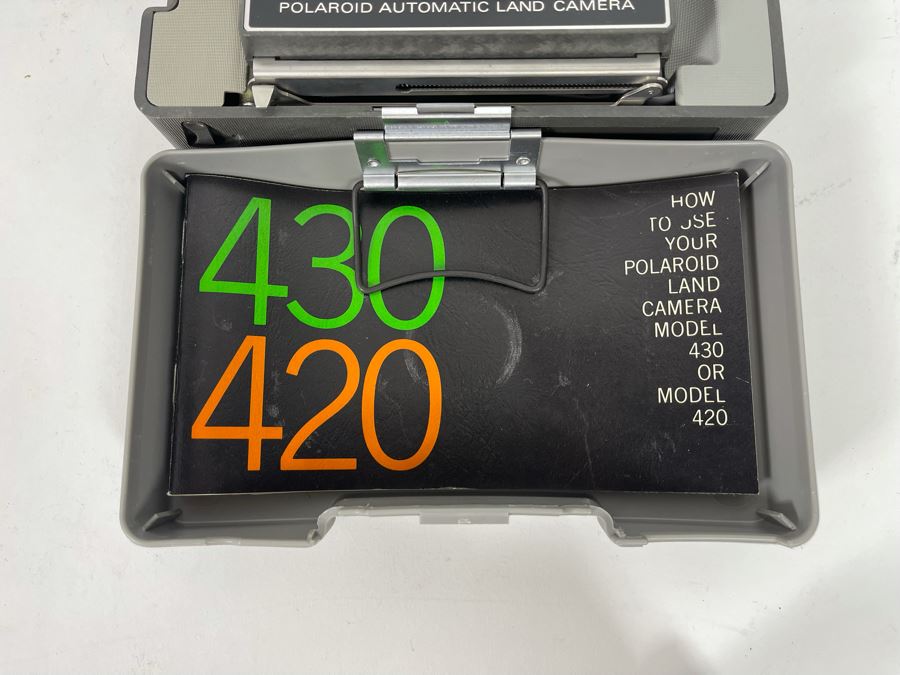 POLAROID AUTOMATIC LAND CAMERA
430
420
HOW
TO USE
YOUR
POLAROID
LAND
CAMERA
MODEL
430
OR
MODEL
420